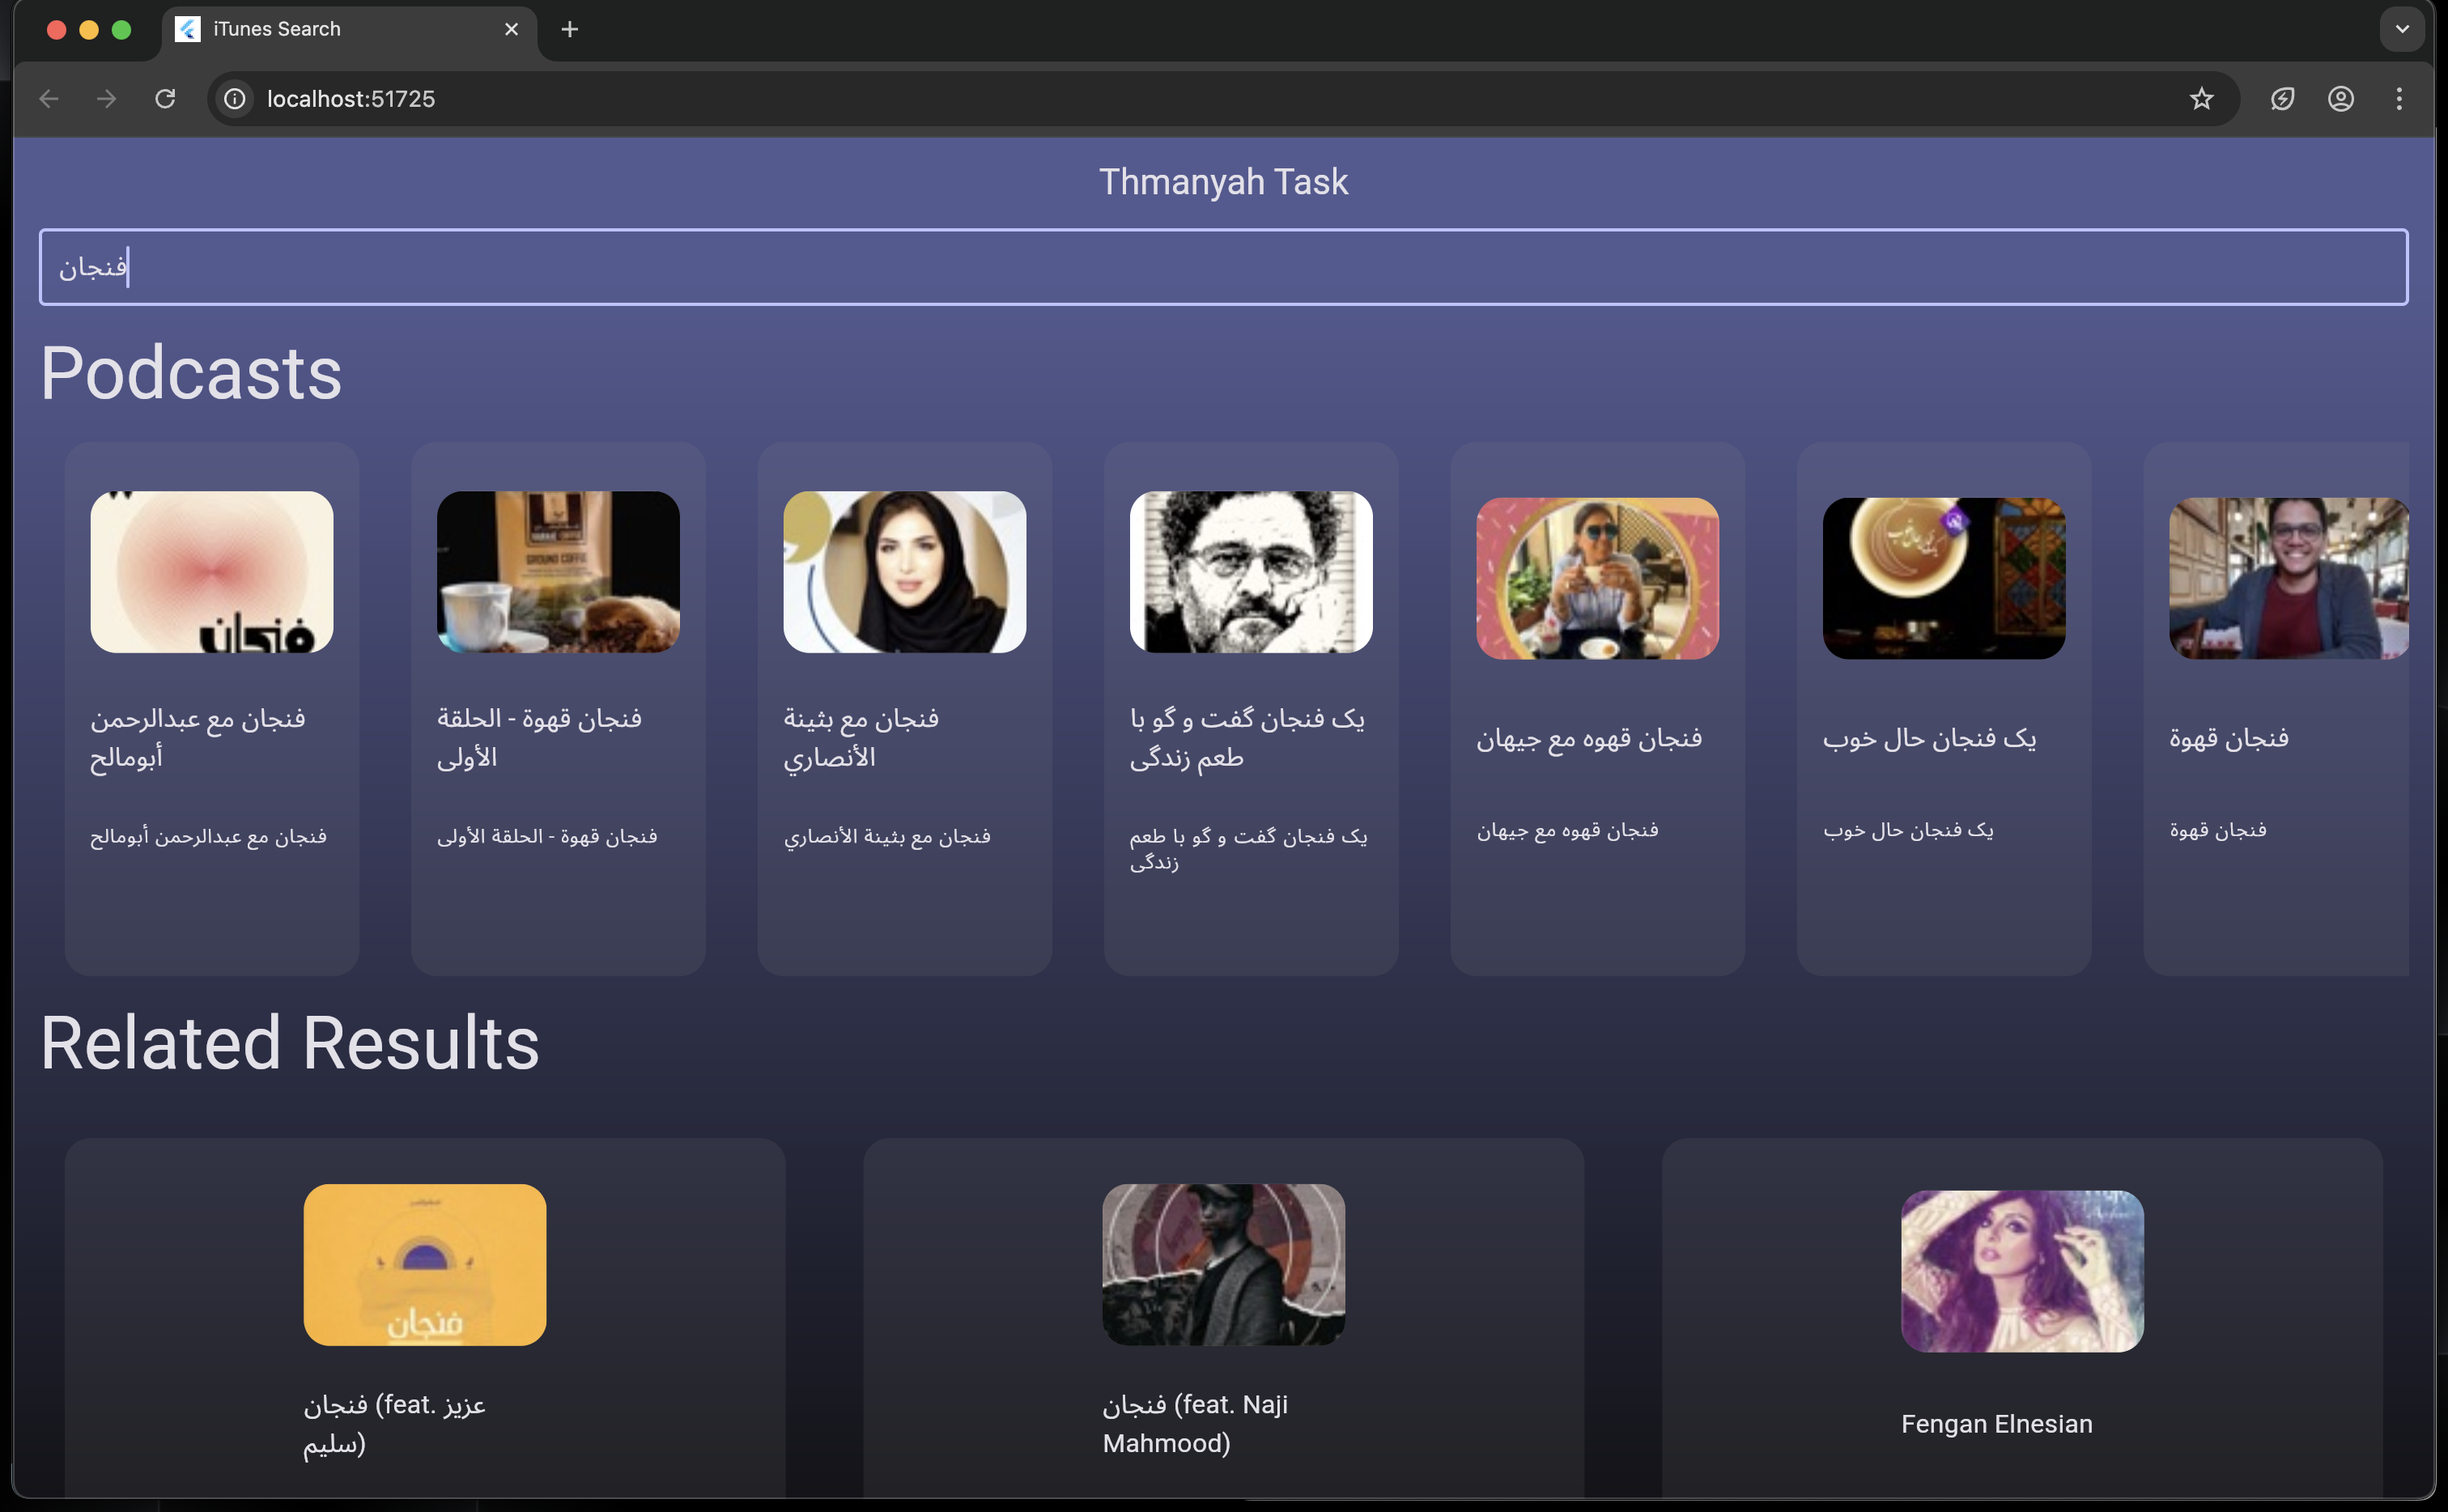 iTunes Search
localhost:51725
Thmanyah Task
فنجان
Podcasts
فنجان
GROUND COFFEE
فنجان مع عبدالرحمن
أبومالح
فنجان قهوة - الحلقة
الأولى
فنجان مع بثينة
الأنصاري
یک فنجان گفت و گو با
طعم زندگی
فنجان قهوه مع جيهان
یک فنجان حال خوب
فنجان قهوة
فنجان مع عبدالرحمن أبومالح
فنجان قهوة - الحلقة الأولى
فنجان مع بثينة الأنصاري
یک فنجان گفت و گو با طعم
زندگی
فنجان قهوه مع جيهان
یک فنجان حال خوب
فنجان قهوة
Related Results
فنجان
فنجان (feat. عزيز
سليم)
فنجان (feat. Naji
Mahmood)
Fengan Elnesian